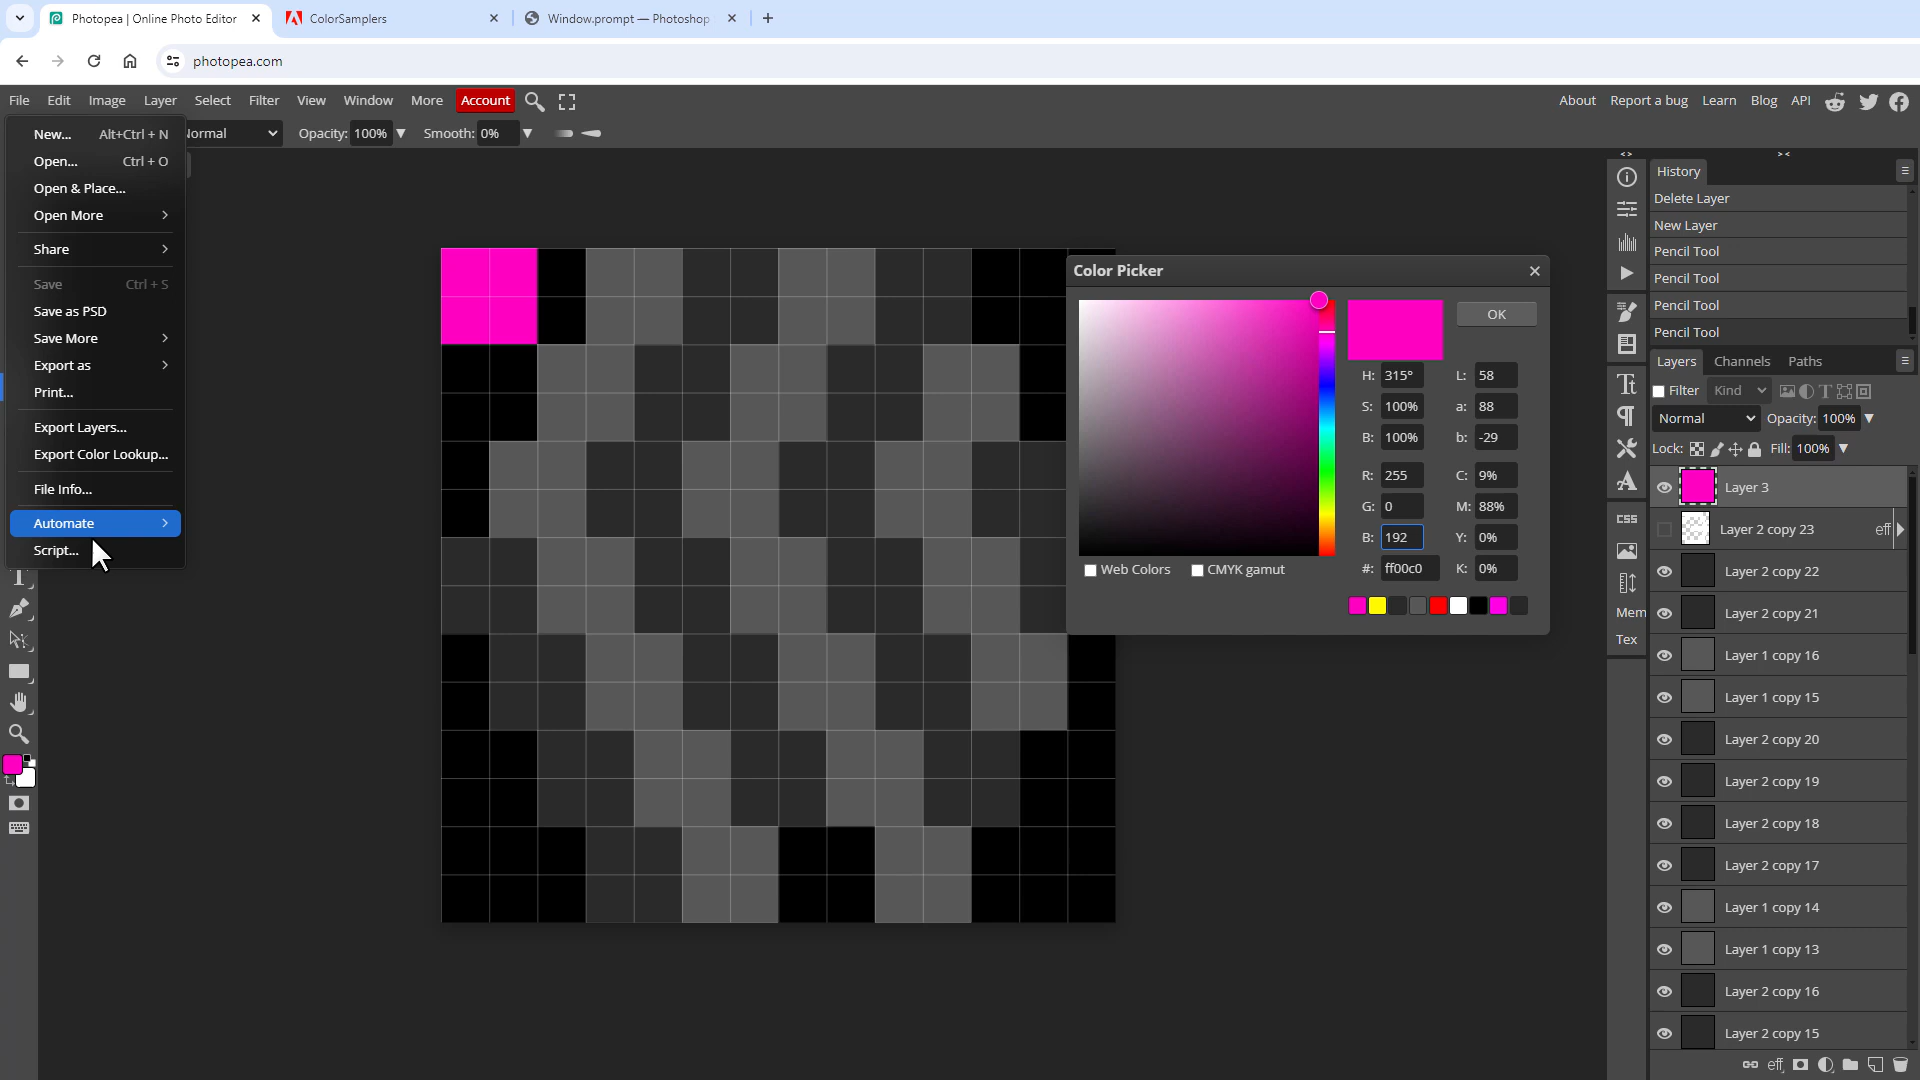 Photopea | Online Photo Editor
ColorSamplers
Window.prompt — Photoshop
photopea.com
File Edit Image Layer Select Filter View Window More Account
About Report a bug Learn Blog API
Normal Opacity: 100% Smooth: 0%
New... Alt+Ctrl + N
Open... Ctrl + O
Open & Place...
Open More
Share
Save Ctrl + S
Save as PSD
Save More
Export as
Print...
Export Layers...
Export Color Lookup...
File Info...
Automate
Script...
Color Picker
OK
H: 315° L: 58
S: 100% a: 88
B: 100% b: -29
R: 255 C: 9%
G: 0 M: 88%
B: 192 Y: 0%
#: ff00c0 K: 0%
Web Colors CMYK gamut
CSS
Mem
Tex
History
Delete Layer
New Layer
Pencil Tool
Pencil Tool
Pencil Tool
Pencil Tool
Layers Channels Paths
Filter Kind
Normal Opacity: 100%
Lock: Fill: 100%
Layer 3
Layer 2 copy 23 eff
Layer 2 copy 22
Layer 2 copy 21
Layer 1 copy 16
Layer 1 copy 15
Layer 2 copy 20
Layer 2 copy 19
Layer 2 copy 18
Layer 2 copy 17
Layer 1 copy 14
Layer 1 copy 13
Layer 2 copy 16
Layer 2 copy 15
eff